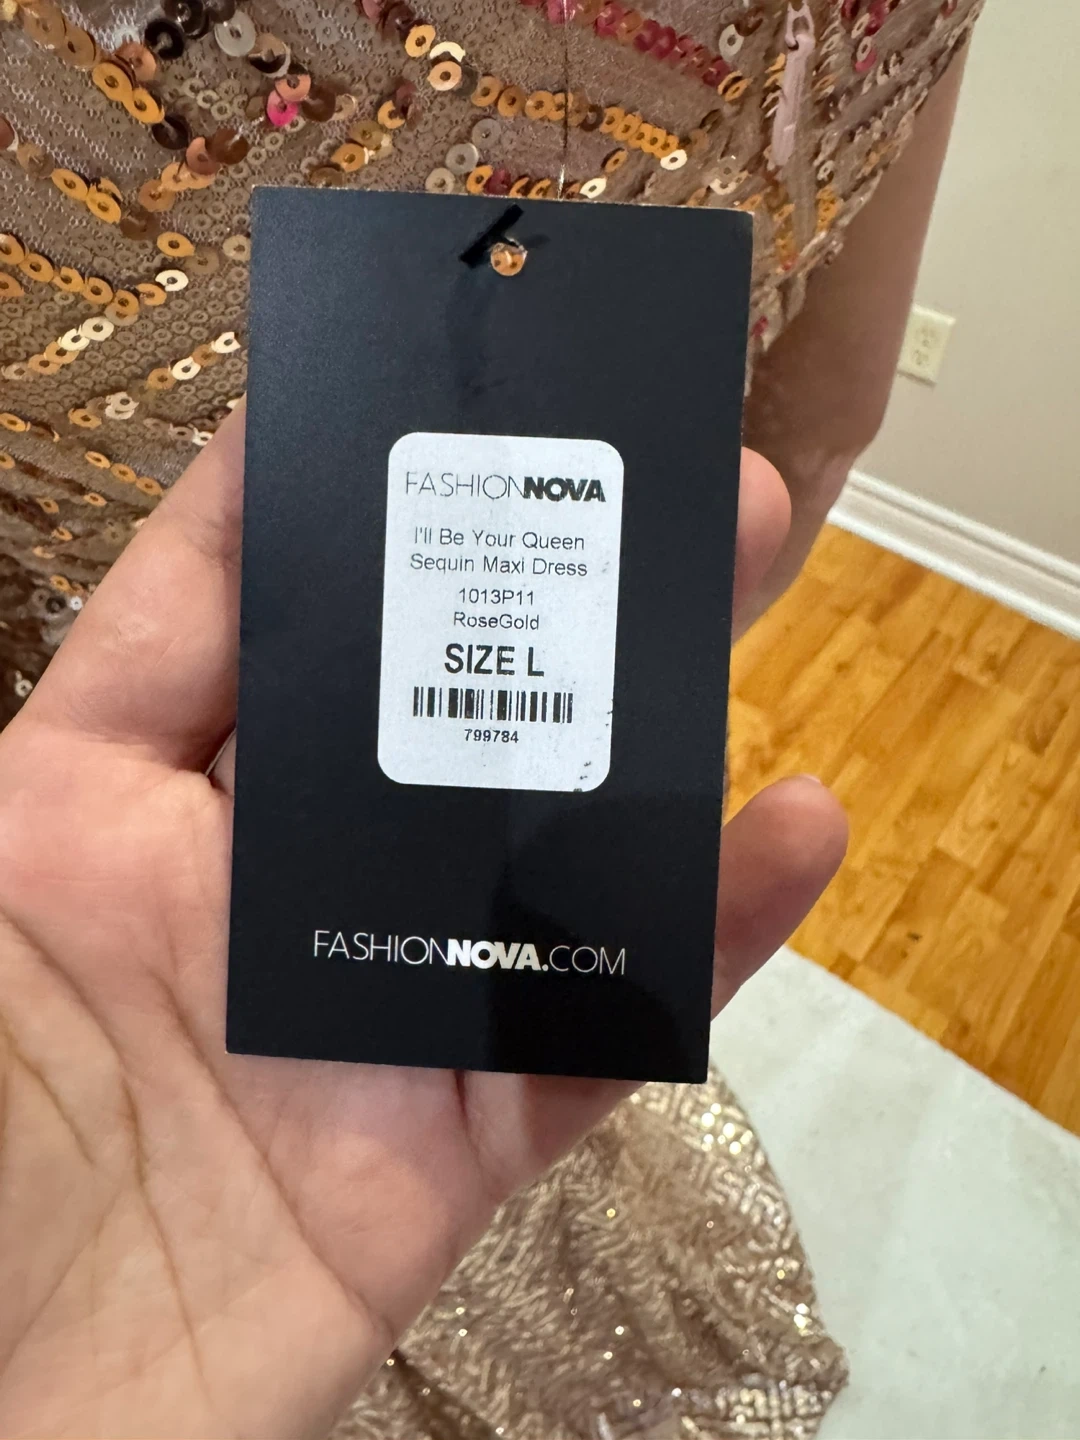 FASHIONNOVA
I'll Be Your Queen
Sequin Maxi Dress
1013P11
RoseGold
SIZE L
799784
FASHIONNOVA.COM